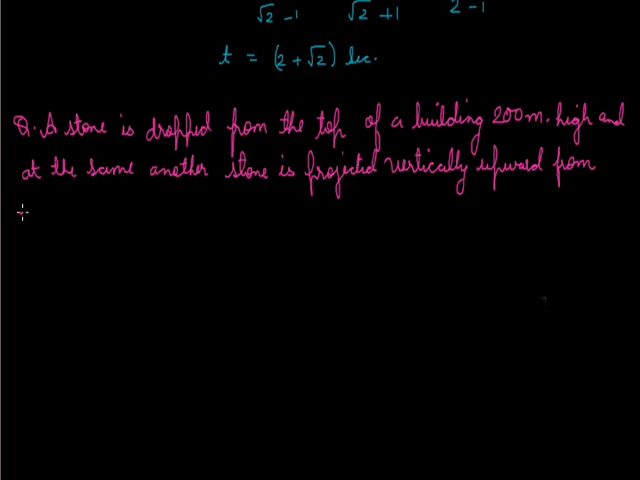 √2 -1 √2 +1 2 -1
t = (2 + √2) sec.
Q. A stone is dropped from the top of a building 200m. high and
at the same another stone is projected vertically upward from